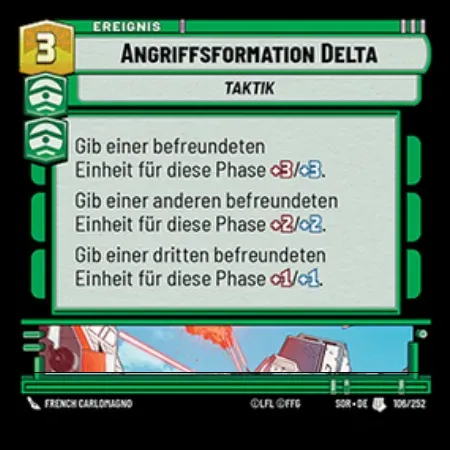 EREIGNIS
3
ANGRIFFSFORMATION DELTA
TAKTIK
Gib einer befreundeten
Einheit für diese Phase +3/+3.
Gib einer anderen befreundeten
Einheit für diese Phase +2/+2.
Gib einer dritten befreundeten
Einheit für diese Phase +1/+1.
FRENCH CARLOMAGNO ©LFL ©FFG SOR • DE 106/252